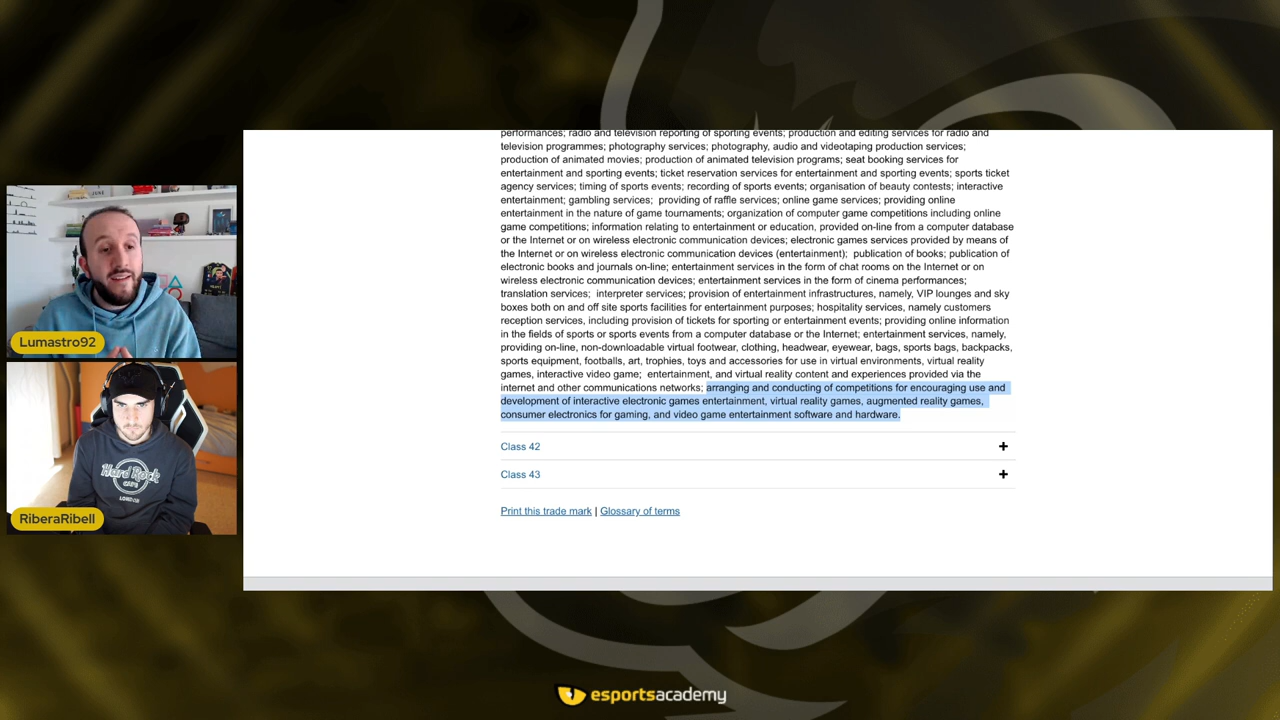 performances; radio and television reporting of sporting events; production and editing services for radio and
television programmes; photography services; photography, audio and videotaping production services;
production of animated movies; production of animated television programs; seat booking services for
entertainment and sporting events; ticket reservation services for entertainment and sporting events; sports ticket
agency services; timing of sports events; recording of sports events; organisation of beauty contests; interactive
entertainment; gambling services;  providing of raffle services; online game services; providing online
entertainment in the nature of game tournaments; organization of computer game competitions including online
game competitions; information relating to entertainment or education, provided on-line from a computer database
or the Internet or on wireless electronic communication devices; electronic games services provided by means of
the Internet or on wireless electronic communication devices (entertainment);  publication of books; publication of
electronic books and journals on-line; entertainment services in the form of chat rooms on the Internet or on
wireless electronic communication devices; entertainment services in the form of cinema performances;
translation services;  interpreter services; provision of entertainment infrastructures, namely, VIP lounges and sky
boxes both on and off site sports facilities for entertainment purposes; hospitality services, namely customers
reception services, including provision of tickets for sporting or entertainment events; providing online information
in the fields of sports or sports events from a computer database or the Internet; entertainment services, namely,
providing on-line, non-downloadable virtual footwear, clothing, headwear, eyewear, bags, sports bags, backpacks,
sports equipment, footballs, art, trophies, toys and accessories for use in virtual environments, virtual reality
games, interactive video game;  entertainment, and virtual reality content and experiences provided via the
internet and other communications networks; arranging and conducting of competitions for encouraging use and
development of interactive electronic games entertainment, virtual reality games, augmented reality games,
consumer electronics for gaming, and video game entertainment software and hardware.
Class 42 +
Class 43 +
Print this trade mark | Glossary of terms
Lumastro92
Hard Rock
CAFE
LONDON
RiberaRibell
esportsacademy